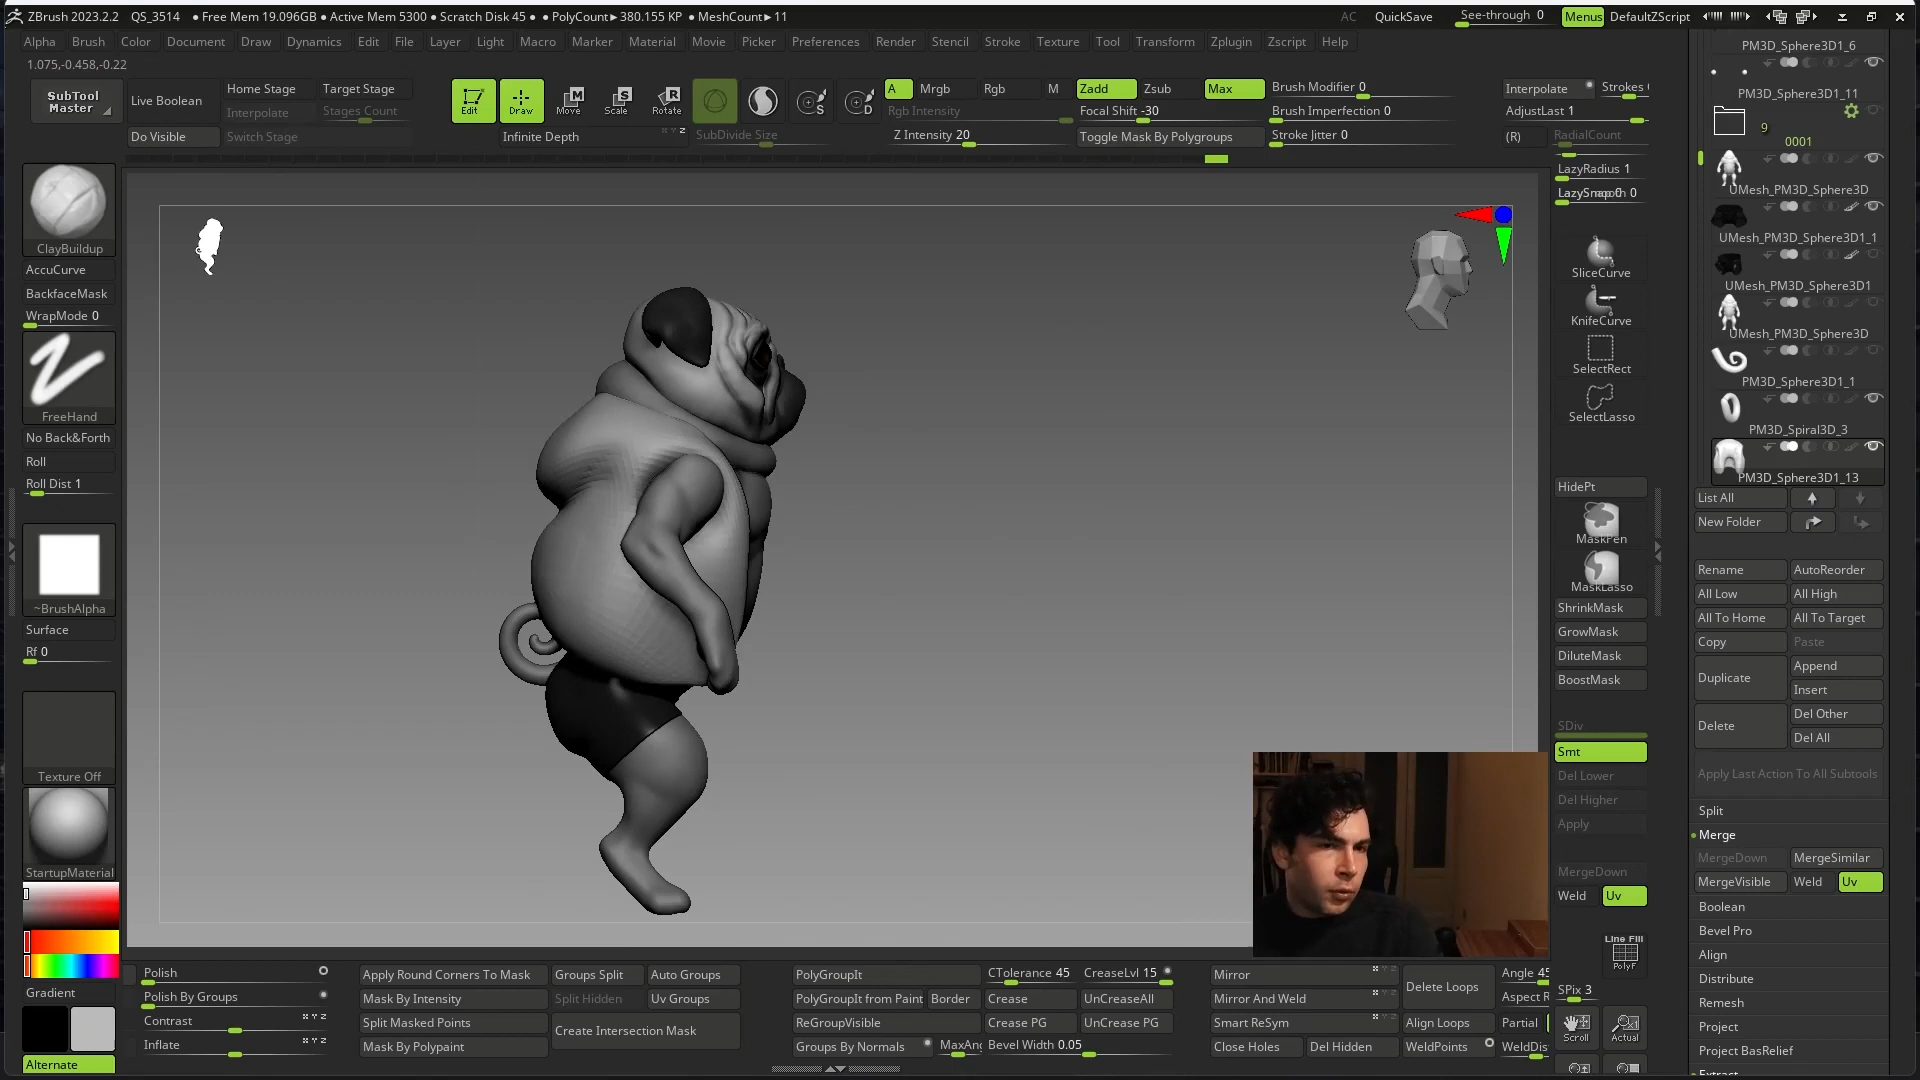 ZBrush 2023.2.2 QS_3514 ● Free Mem 19.096GB ● Active Mem 5300 ● Scratch Disk 45 ● ● PolyCount► 380.155 KP ● MeshCount► 11
AC QuickSave See-through 0 Menus DefaultZScript
Alpha Brush Color Document Draw Dynamics Edit File Layer Light Macro Marker Material Movie Picker Preferences Render Stencil Stroke Texture Tool Transform Zplugin Zscript Help
1.075,-0.458,-0.22
SubTool
Master
Live Boolean
Do Visible
Home Stage Target Stage
Interpolate Stages Count
Switch Stage
Edit Draw Move Scale Rotate
Infinite Depth
SubDivide Size
S D
A Mrgb Rgb M Zadd Zsub Max Brush Modifier 0 Interpolate Strokes
Rgb Intensity Focal Shift -30 Brush Imperfection 0 AdjustLast 1
Z Intensity 20 Toggle Mask By Polygroups Stroke Jitter 0 (R) RadialCount
LazyRadius 1
ClayBuildup
AccuCurve
BackfaceMask
WrapMode 0
FreeHand
No Back&Forth
Roll
Roll Dist 1
~BrushAlpha
Surface
Rf 0
Texture Off
StartupMaterial
Gradient
Alternate
SliceCurve
KnifeCurve
SelectRect
SelectLasso
HidePt
MaskPen
MaskLasso
ShrinkMask
GrowMask
DiluteMask
BoostMask
SDiv
Smt
Del Lower
Del Higher
Apply
MergeDown
Weld Uv
Line Fill
PolyF
SPix 3
Scroll Actual
PM3D_Sphere3D1_6
PM3D_Sphere3D1_11
9
0001
UMesh_PM3D_Sphere3D
UMesh_PM3D_Sphere3D1_1
UMesh_PM3D_Sphere3D1
UMesh_PM3D_Sphere3D
PM3D_Sphere3D1_1
PM3D_Spiral3D_3
PM3D_Sphere3D1_13
List All
New Folder
Rename AutoReorder
All Low All High
All To Home All To Target
Copy Paste
Duplicate Append
Insert
Delete Del Other
Del All
Apply Last Action To All Subtools
Split
Merge
MergeDown MergeSimilar
MergeVisible Weld Uv
Boolean
Bevel Pro
Align
Distribute
Remesh
Project
Project BasRelief
Extract
Polish
Polish By Groups
Contrast
Inflate
Apply Round Corners To Mask Groups Split Auto Groups
Mask By Intensity Split Hidden Uv Groups
Split Masked Points Create Intersection Mask
Mask By Polypaint
PolyGroupIt CTolerance 45 CreaseLvl 15
PolyGroupIt from Paint Border Crease UnCreaseAll
ReGroupVisible Crease PG UnCrease PG
Groups By Normals MaxAng Bevel Width 0.05
Mirror Delete Loops Angle 45
Mirror And Weld Aspect R
Smart ReSym Align Loops Partial
Close Holes Del Hidden WeldPoints WeldDis